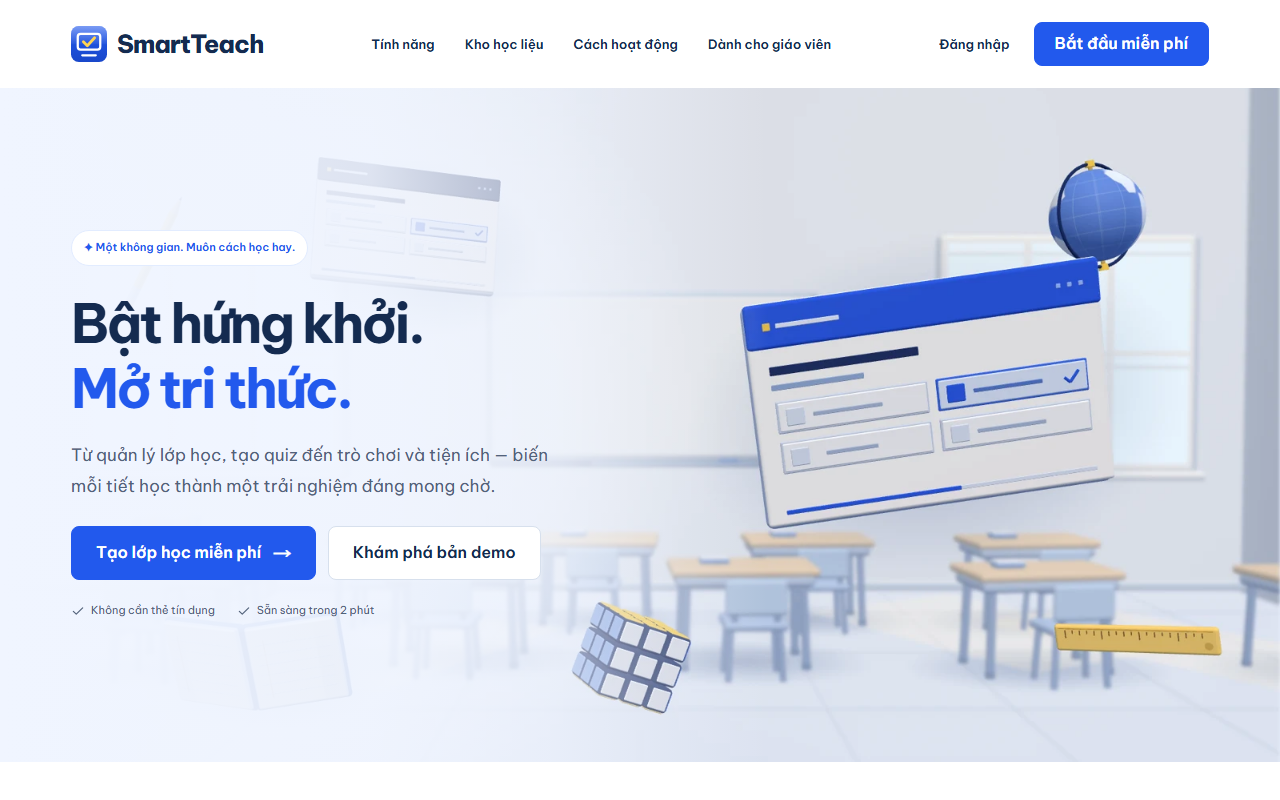 SmartTeach
Tính năng
Kho học liệu
Cách hoạt động
Dành cho giáo viên
Đăng nhập
Bắt đầu miễn phí
✦ Một không gian. Muôn cách học hay.
Bật hứng khởi.
Mở tri thức.
Từ quản lý lớp học, tạo quiz đến trò chơi và tiện ích — biến
mỗi tiết học thành một trải nghiệm đáng mong chờ.
Tạo lớp học miễn phí →
Khám phá bản demo
Không cần thẻ tín dụng
Sẵn sàng trong 2 phút